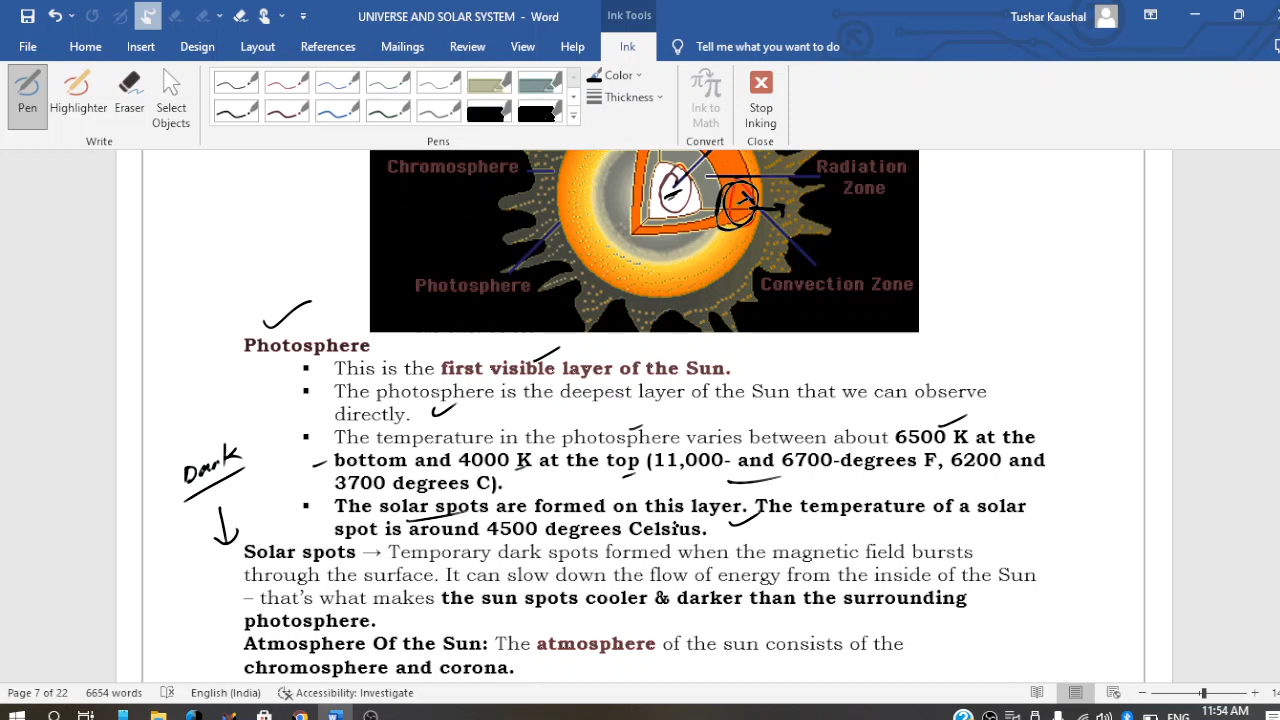 UNIVERSE AND SOLAR SYSTEM - Word
Ink Tools
Tushar Kaushal
File Home Insert Design Layout References Mailings Review View Help Ink Tell me what you want to do
Pen Highlighter Eraser Select Objects
Color
Thickness
Ink to Math
Stop Inking
Write Pens Convert Close
Chromosphere
Radiation Zone
Photosphere
Convection Zone
Photosphere
▪ This is the first visible layer of the Sun.
▪ The photosphere is the deepest layer of the Sun that we can observe
directly.
▪ The temperature in the photosphere varies between about 6500 K at the
bottom and 4000 K at the top (11,000- and 6700-degrees F, 6200 and
3700 degrees C).
Dark
▪ The solar spots are formed on this layer. The temperature of a solar
spot is around 4500 degrees Celsius.
Solar spots → Temporary dark spots formed when the magnetic field bursts
through the surface. It can slow down the flow of energy from the inside of the Sun
– that's what makes the sun spots cooler & darker than the surrounding
photosphere.
Atmosphere Of the Sun: The atmosphere of the sun consists of the
chromosphere and corona.
Page 7 of 22 6654 words English (India) Accessibility: Investigate
ENG 11:54 AM